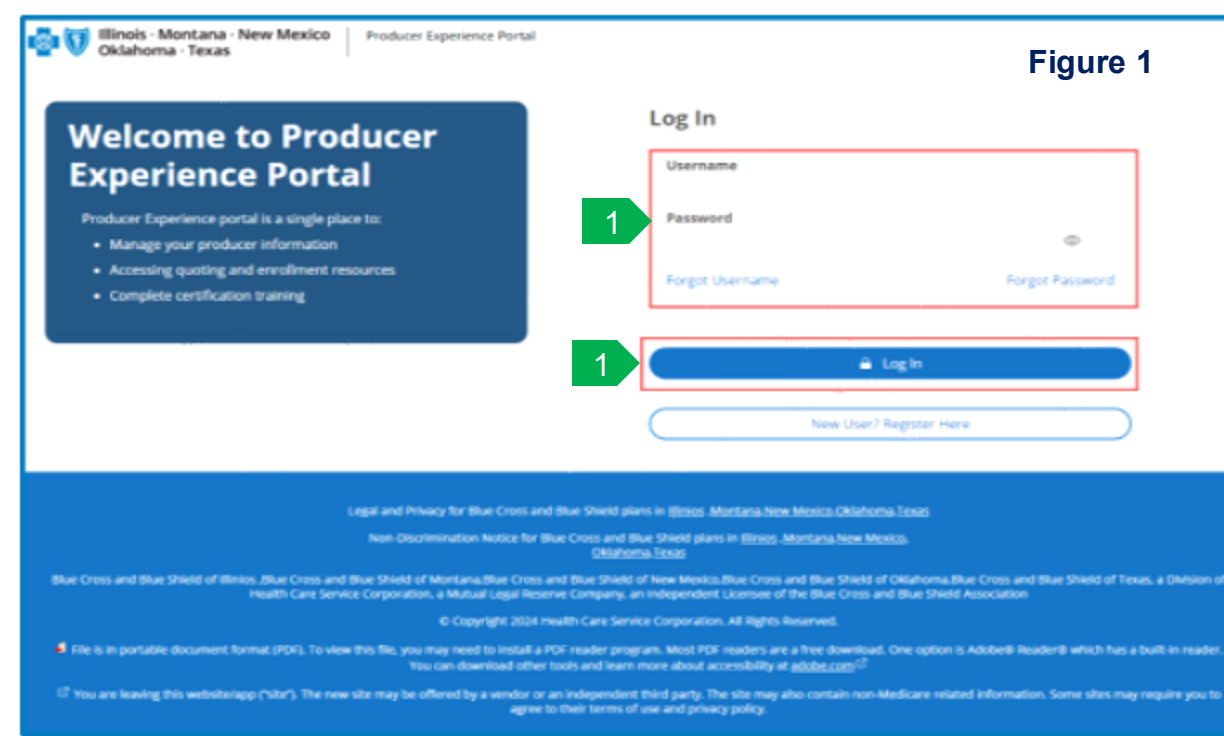 Illinois · Montana · New Mexico
Oklahoma · Texas
Producer Experience Portal
Figure 1
Welcome to Producer
Experience Portal
Producer Experience portal is a single place to:
• Manage your producer information
• Accessing quoting and enrollment resources
• Complete certification training
Log In
Username
1
Password
Forgot Username
Forgot Password
1
Log In
New User? Register Here
Legal and Privacy for Blue Cross and Blue Shield plans in Illinios ,Montana,New Mexico,Oklahoma,Texas
Non-Discrimination Notice for Blue Cross and Blue Shield plans in Illinios ,Montana,New Mexico,
Oklahoma,Texas
Blue Cross and Blue Shield of Illinios ,Blue Cross and Blue Shield of Montana,Blue Cross and Blue Shield of New Mexico,Blue Cross and Blue Shield of Oklahoma,Blue Cross and Blue Shield of Texas, a Division of
Health Care Service Corporation, a Mutual Legal Reserve Company, an Independent Licensee of the Blue Cross and Blue Shield Association
© Copyright 2024 Health Care Service Corporation. All Rights Reserved.
File is in portable document format (PDF). To view this file, you may need to install a PDF reader program. Most PDF readers are a free download. One option is Adobe® Reader® which has a built-in reader.
You can download other tools and learn more about accessibility at adobe.com
You are leaving this website/app ("site"). The new site may be offered by a vendor or an independent third party. The site may also contain non-Medicare related information. Some sites may require you to
agree to their terms of use and privacy policy.